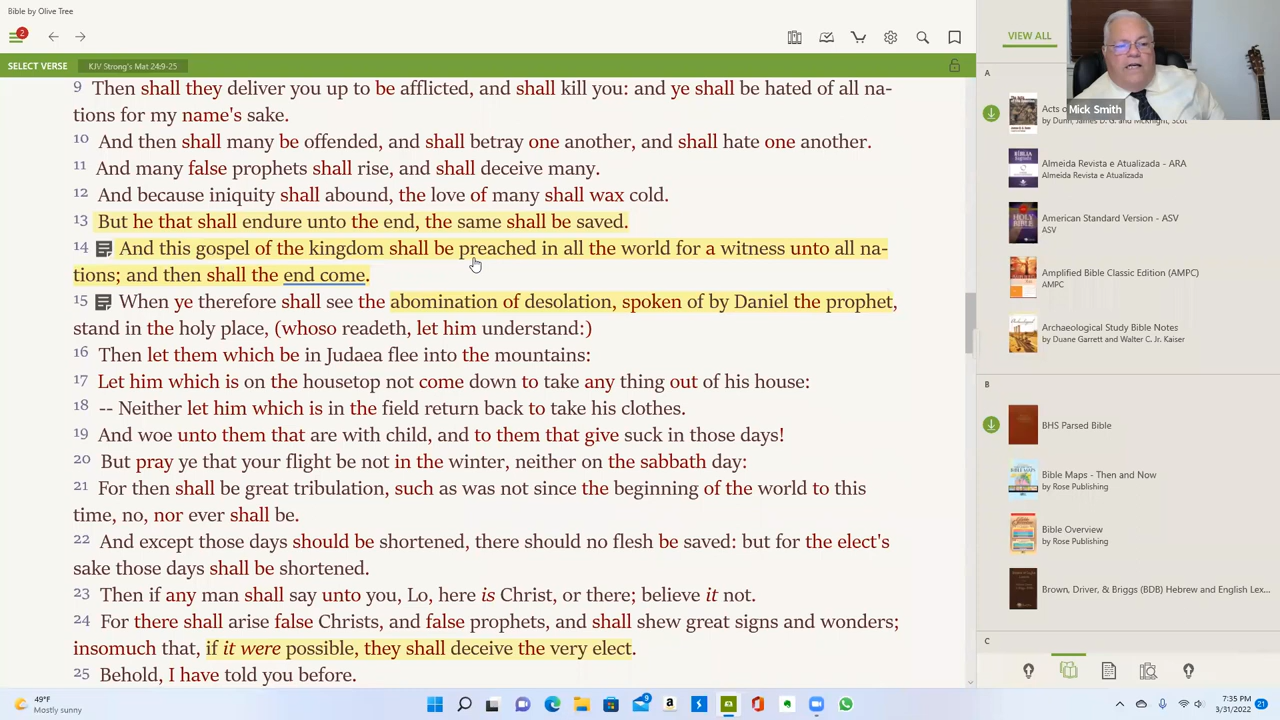 Bible by Olive Tree
2
SELECT VERSE
KJV Strong's Mat 24:9-25
9 Then shall they deliver you up to be afflicted, and shall kill you: and ye shall be hated of all na-
tions for my name's sake.
10 And then shall many be offended, and shall betray one another, and shall hate one another.
11 And many false prophets shall rise, and shall deceive many.
12 And because iniquity shall abound, the love of many shall wax cold.
13 But he that shall endure unto the end, the same shall be saved.
14 And this gospel of the kingdom shall be preached in all the world for a witness unto all na-
tions; and then shall the end come.
15 When ye therefore shall see the abomination of desolation, spoken of by Daniel the prophet,
stand in the holy place, (whoso readeth, let him understand:)
16 Then let them which be in Judaea flee into the mountains:
17 Let him which is on the housetop not come down to take any thing out of his house:
18 -- Neither let him which is in the field return back to take his clothes.
19 And woe unto them that are with child, and to them that give suck in those days!
20 But pray ye that your flight be not in the winter, neither on the sabbath day:
21 For then shall be great tribulation, such as was not since the beginning of the world to this
time, no, nor ever shall be.
22 And except those days should be shortened, there should no flesh be saved: but for the elect's
sake those days shall be shortened.
23 Then if any man shall say unto you, Lo, here is Christ, or there; believe it not.
24 For there shall arise false Christs, and false prophets, and shall shew great signs and wonders;
insomuch that, if it were possible, they shall deceive the very elect.
25 Behold, I have told you before.
VIEW ALL
Mick Smith
A
Acts o
by Dunn, James D. G. and McKnight, Scot
Almeida Revista e Atualizada - ARA
Almeida Revista e Atualizada
American Standard Version - ASV
ASV
Amplified Bible Classic Edition (AMPC)
AMPC
Archaeological Study Bible Notes
by Duane Garrett and Walter C. Jr. Kaiser
B
BHS Parsed Bible
Bible Maps - Then and Now
by Rose Publishing
Bible Overview
by Rose Publishing
Brown, Driver, & Briggs (BDB) Hebrew and English Lex...
C
49°F
Mostly sunny
9
7:35 PM
3/31/2022
21